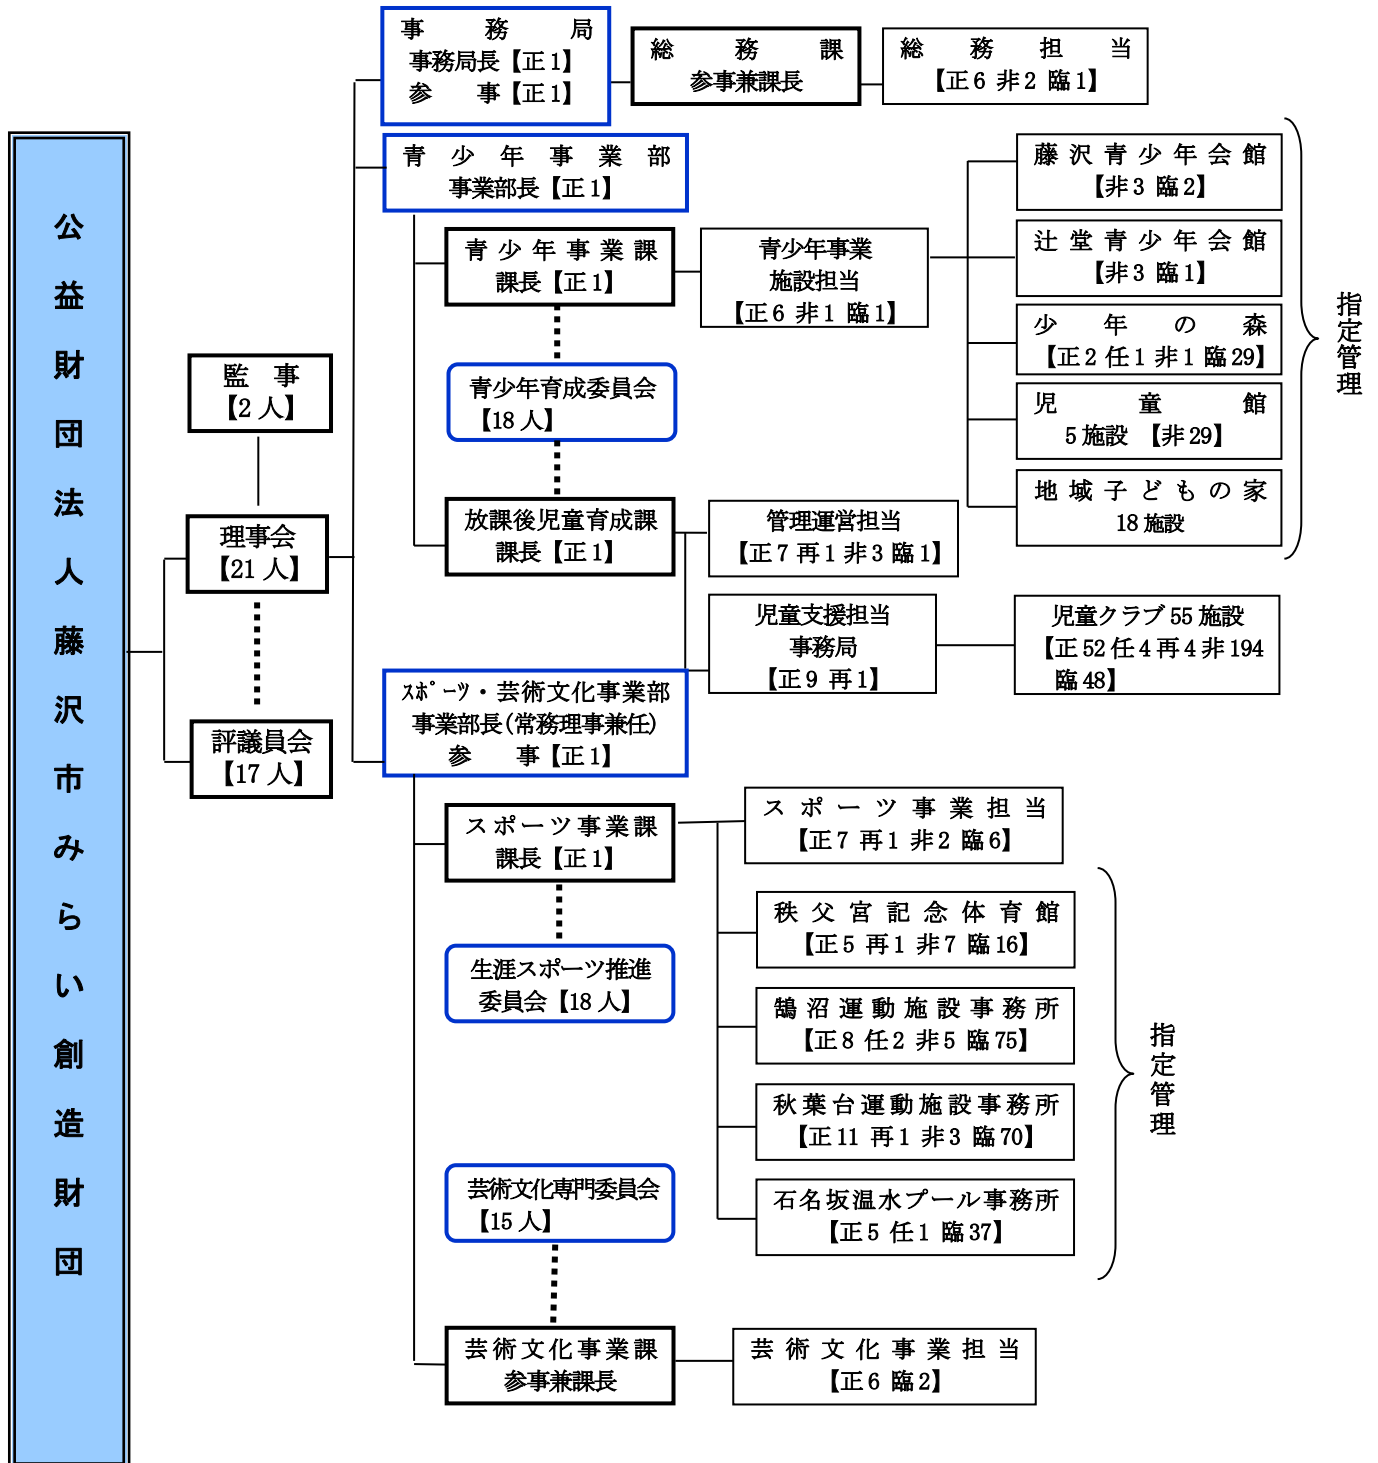 公益財団法人藤沢市みらい創造財団
監　事
【2 人】
理事会
【21 人】
評議員会
【17 人】
事　務　局
事務局長【正 1】
参　　事【正 1】
総　務　課
参事兼課長
総　務　担　当
【正 6 非 2 臨 1】
青少年事業部
事業部長【正 1】
青少年事業課
課長【正 1】
青少年事業
施設担当
【正 6 非 1 臨 1】
藤沢青少年会館
【非 3 臨 2】
辻堂青少年会館
【非 3 臨 1】
少年の森
【正 2 任 1 非 1 臨 29】
児童館
5 施設 【非 29】
地域子どもの家
18 施設
指定管理
青少年育成委員会
【18 人】
放課後児童育成課
課長【正 1】
管理運営担当
【正 7 再 1 非 3 臨 1】
児童支援担当
事務局
【正 9 再 1】
児童クラブ 55 施設
【正 52 任 4 再 4 非 194
臨 48】
ｽﾎﾟｰﾂ・芸術文化事業部
事業部長(常務理事兼任)
参　　事【正 1】
スポーツ事業課
課長【正 1】
スポーツ事業担当
【正 7 再 1 非 2 臨 6】
秩父宮記念体育館
【正 5 再 1 非 7 臨 16】
鵠沼運動施設事務所
【正 8 任 2 非 5 臨 75】
秋葉台運動施設事務所
【正 11 再 1 非 3 臨 70】
石名坂温水プール事務所
【正 5 任 1 臨 37】
指定管理
生涯スポーツ推進
委員会【18 人】
芸術文化専門委員会
【15 人】
芸術文化事業課
参事兼課長
芸術文化事業担当
【正 6 臨 2】